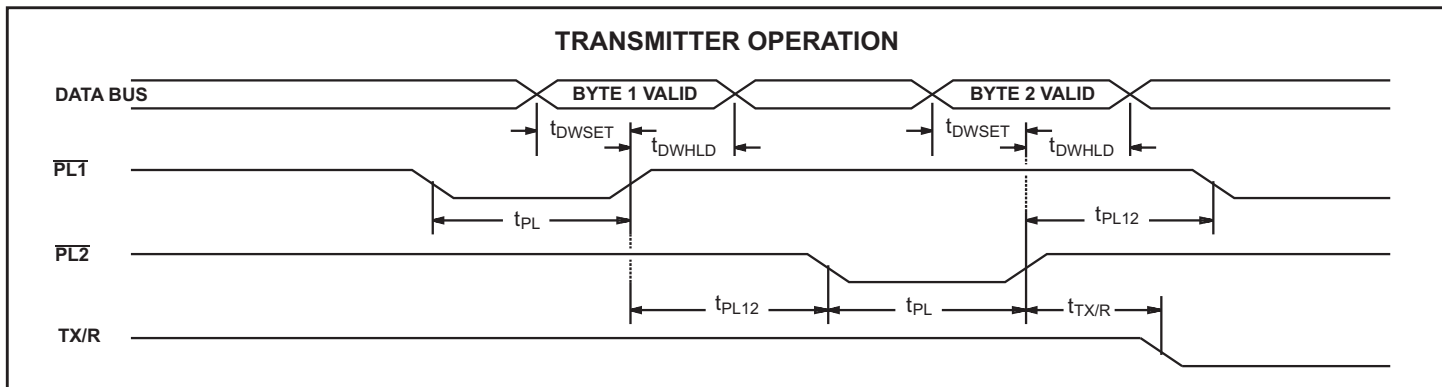 TRANSMITTER OPERATION
DATA BUS
BYTE 1 VALID
BYTE 2 VALID
tDWSET
tDWHLD
tDWSET
tDWHLD
PL1
tPL
tPL12
PL2
tPL12
tPL
tTX/R
TX/R